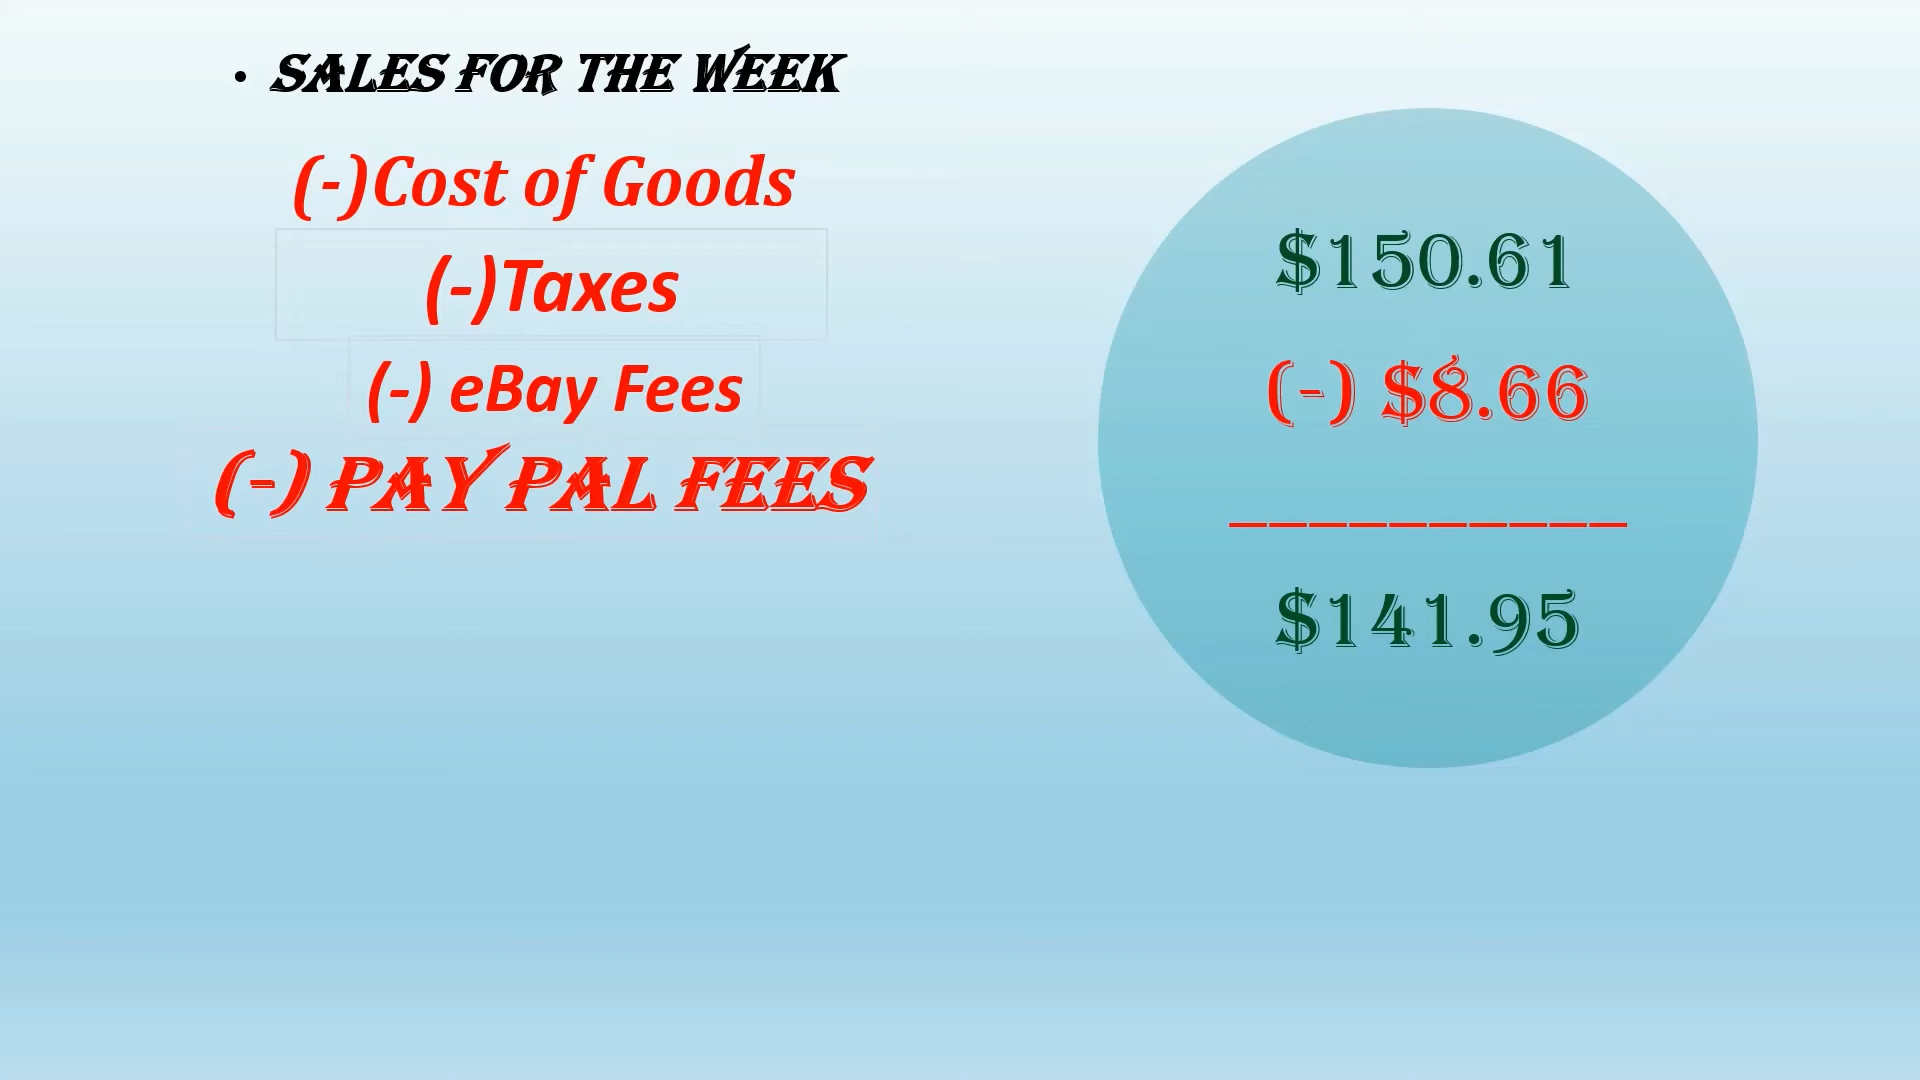 • SALES FOR THE WEEK
(-)Cost of Goods
(-)Taxes
(-) eBay Fees
(-) PAY PAL FEES
$150.61
(-) $8.66
__________
$141.95